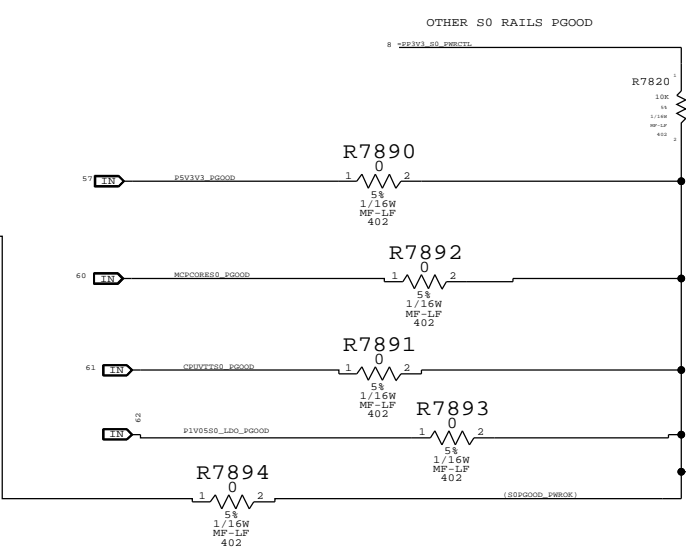 OTHER S0 RAILS PGOOD
8 =PP3V3_S0_PWRCTL
R7820
1
10K
5%
1/16W
MF-LF
402
2
R7890
0
57 IN P5V3V3_PGOOD 1 2
5%
1/16W
MF-LF
402
R7892
0
60 IN MCPCORES0_PGOOD 1 2
5%
1/16W
MF-LF
402
R7891
0
61 IN CPUVTTS0_PGOOD 1 2
5%
1/16W
MF-LF
402
R7893
0
62 IN P1V05S0_LDO_PGOOD 1 2
5%
1/16W
MF-LF
402
R7894
0
1 2 (S0PGOOD_PWROK)
5%
1/16W
MF-LF
402